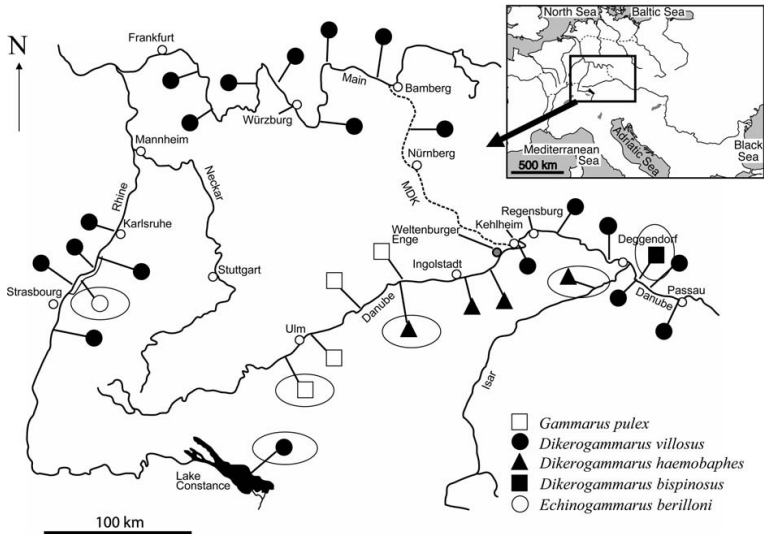 North Sea
Baltic Sea
Mediterranean
Sea
Adriatic Sea
Black
Sea
500 km
N
Frankfurt
Main
Bamberg
Würzburg
Mannheim
Nürnberg
Neckar
MDK
Rhine
Karlsruhe
Regensburg
Weltenburger
Enge
Kehlheim
Deggendorf
Stuttgart
Ingolstadt
Strasbourg
Danube
Danube
Passau
Ulm
Isar
Gammarus pulex
Dikerogammarus villosus
Dikerogammarus haemobaphes
Dikerogammarus bispinosus
Echinogammarus berilloni
Lake
Constance
100 km